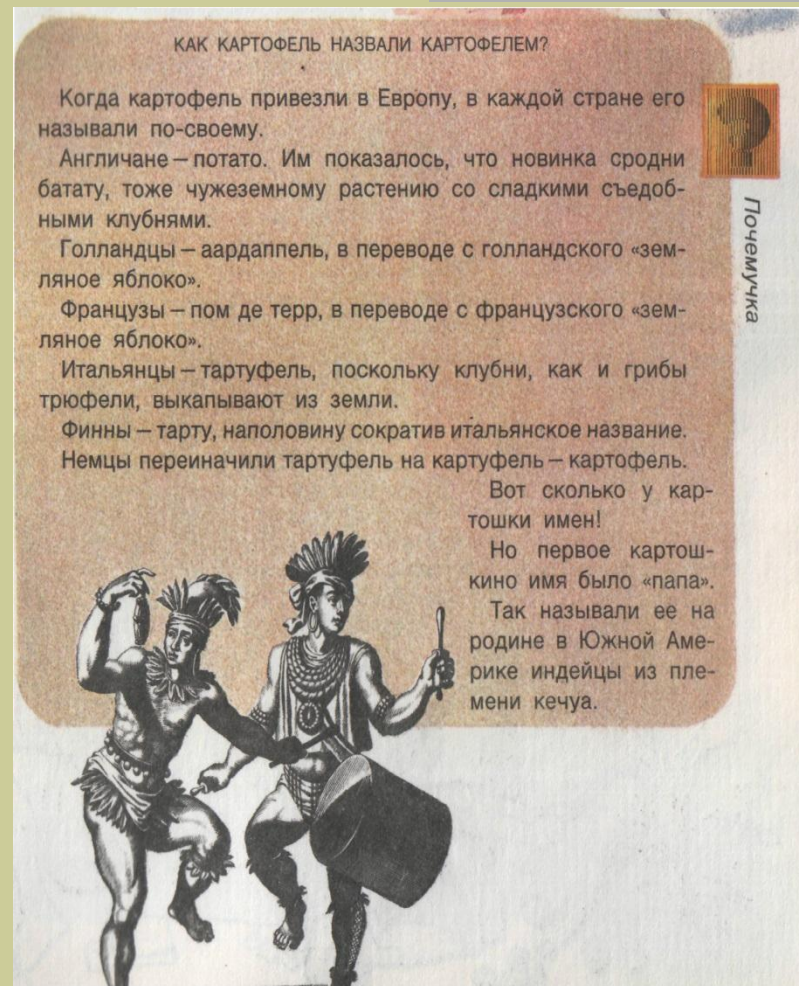 КАК КАРТОФЕЛЬ НАЗВАЛИ КАРТОФЕЛЕМ?
Когда картофель привезли в Европу, в каждой стране его
называли по-своему.
Англичане – потато. Им показалось, что новинка сродни
батату, тоже чужеземному растению со сладкими съедоб-
ными клубнями.
Голландцы – аардаппель, в переводе с голландского «зем-
ляное яблоко».
Французы – пом де терр, в переводе с французского «зем-
ляное яблоко».
Итальянцы – тартуфель, поскольку клубни, как и грибы
трюфели, выкапывают из земли.
Финны – тарту, наполовину сократив итальянское название.
Немцы переиначили тартуфель на картуфель – картофель.
Вот сколько у кар-
тошки имен!
Но первое картош-
кино имя было «папа».
Так называли ее на
родине в Южной Аме-
рике индейцы из пле-
мени кечуа.
Почемучка